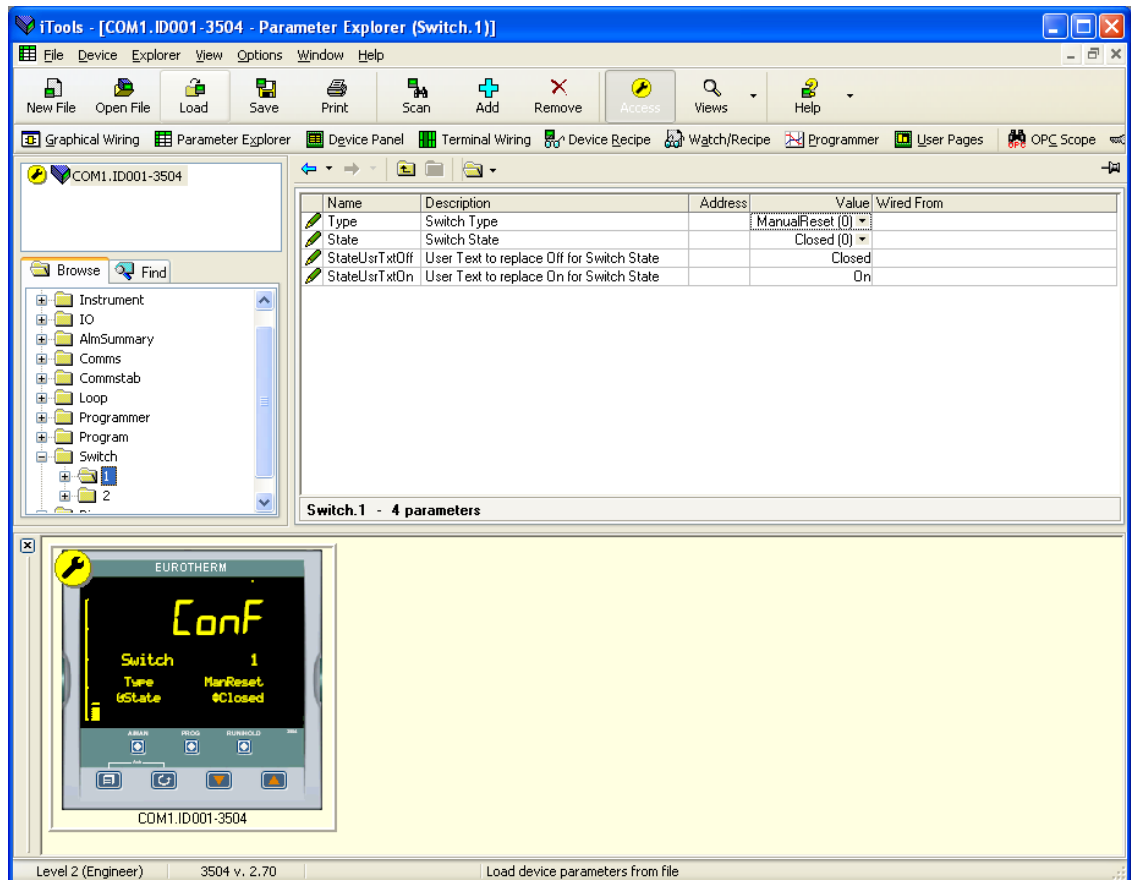 iTools - [COM1.ID001-3504 - Parameter Explorer (Switch.1)]
File Device Explorer View Options Window Help
New File Open File Load Save Print Scan Add Remove Access Views Help
Graphical Wiring Parameter Explorer Device Panel Terminal Wiring Device Recipe Watch/Recipe Programmer User Pages OPC Scope
COM1.ID001-3504
Browse Find
Instrument
IO
AlmSummary
Comms
Commstab
Loop
Programmer
Program
Switch
1
2
Name Description Address Value Wired From
Type Switch Type ManualReset (0)
State Switch State Closed (0)
StateUsrTxtOff User Text to replace Off for Switch State Closed
StateUsrTxtOn User Text to replace On for Switch State On
Switch.1 - 4 parameters
EUROTHERM
ConF
Switch 1
Type ManReset
State Closed
PROG RUN/HOLD
COM1.ID001-3504
Level 2 (Engineer) 3504 v. 2.70 Load device parameters from file